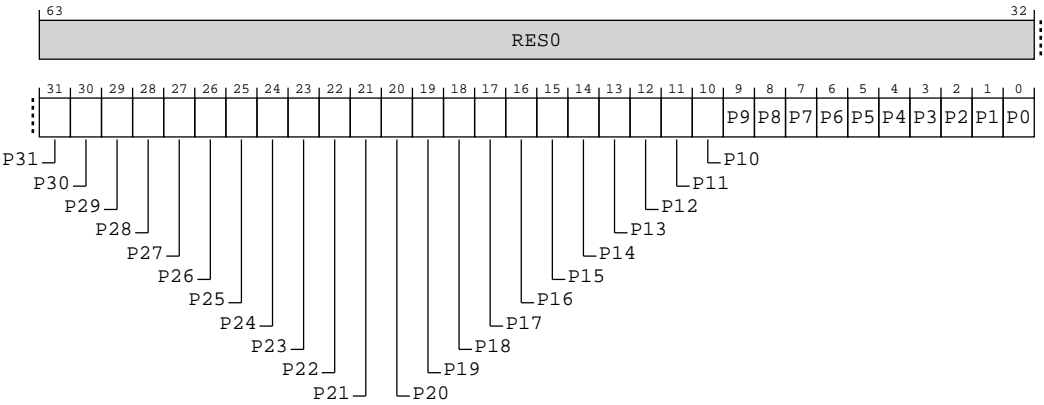 63 32
RES0
31 30 29 28 27 26 25 24 23 22 21 20 19 18 17 16 15 14 13 12 11 10 9 8 7 6 5 4 3 2 1 0
P9 P8 P7 P6 P5 P4 P3 P2 P1 P0
P31 P10
P30 P11
P29 P12
P28 P13
P27 P14
P26 P15
P25 P16
P24 P17
P23 P18
P22 P19
P21 P20